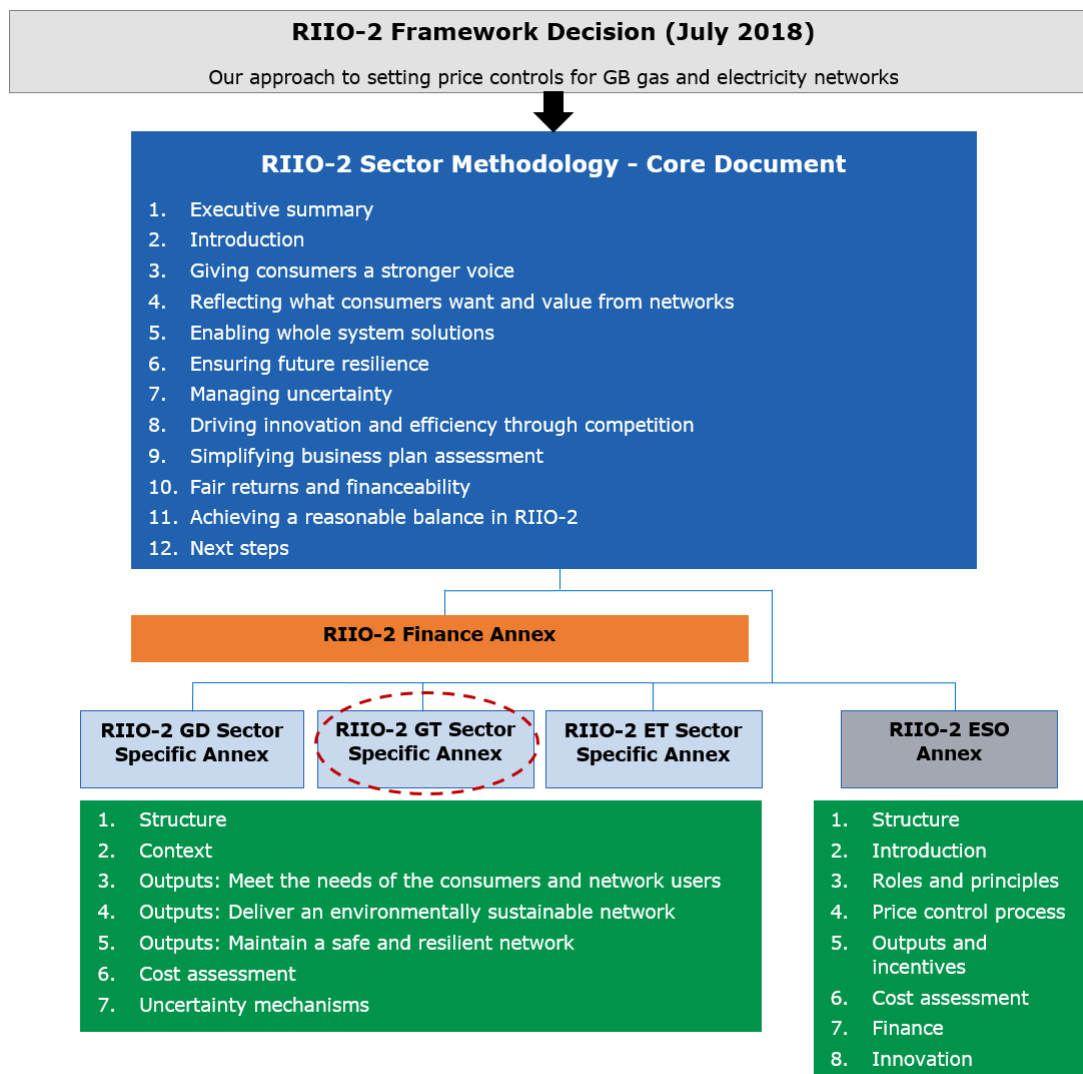 RIIO-2 Framework Decision (July 2018)
Our approach to setting price controls for GB gas and electricity networks
RIIO-2 Sector Methodology - Core Document
1. Executive summary
2. Introduction
3. Giving consumers a stronger voice
4. Reflecting what consumers want and value from networks
5. Enabling whole system solutions
6. Ensuring future resilience
7. Managing uncertainty
8. Driving innovation and efficiency through competition
9. Simplifying business plan assessment
10. Fair returns and financeability
11. Achieving a reasonable balance in RIIO-2
12. Next steps
RIIO-2 Finance Annex
RIIO-2 GD Sector
Specific Annex
RIIO-2 GT Sector
Specific Annex
RIIO-2 ET Sector
Specific Annex
RIIO-2 ESO
Annex
1. Structure
2. Context
3. Outputs: Meet the needs of the consumers and network users
4. Outputs: Deliver an environmentally sustainable network
5. Outputs: Maintain a safe and resilient network
6. Cost assessment
7. Uncertainty mechanisms
1. Structure
2. Introduction
3. Roles and principles
4. Price control process
5. Outputs and
incentives
6. Cost assessment
7. Finance
8. Innovation